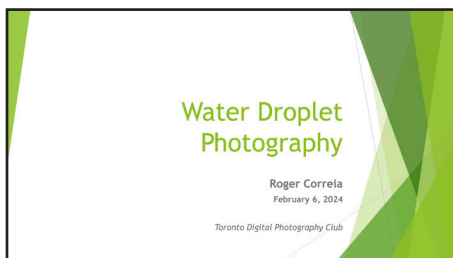 Water Droplet
Photography
Roger Correia
February 6, 2024
Toronto Digital Photography Club